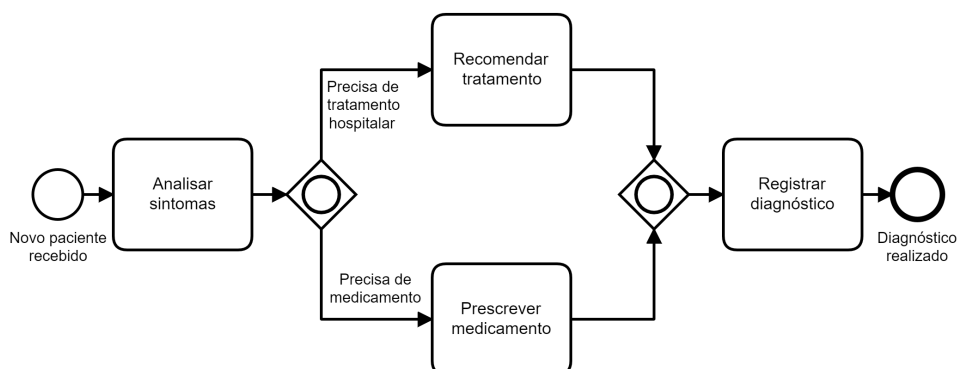 Novo paciente
recebido
Analisar
sintomas
Precisa de
tratamento
hospitalar
Recomendar
tratamento
Precisa de
medicamento
Prescrever
medicamento
Registrar
diagnóstico
Diagnóstico
realizado